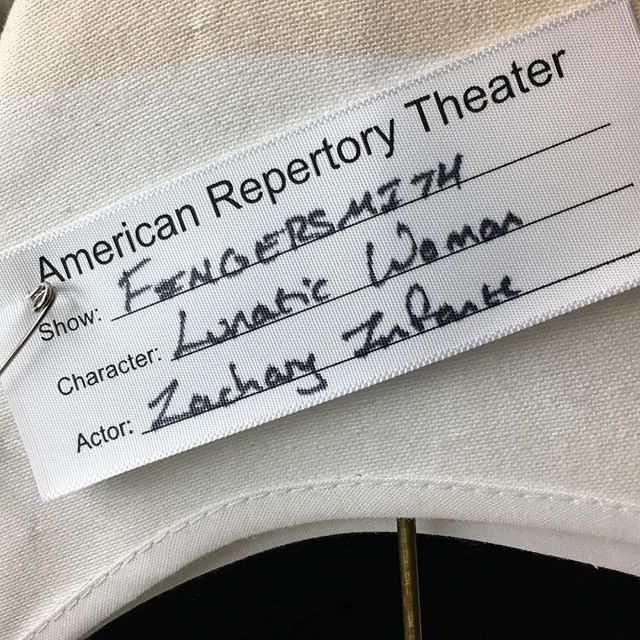 American Repertory Theater
Show: FINGERSMITH
Character: Lunatic Woman
Actor: Zachary Infante